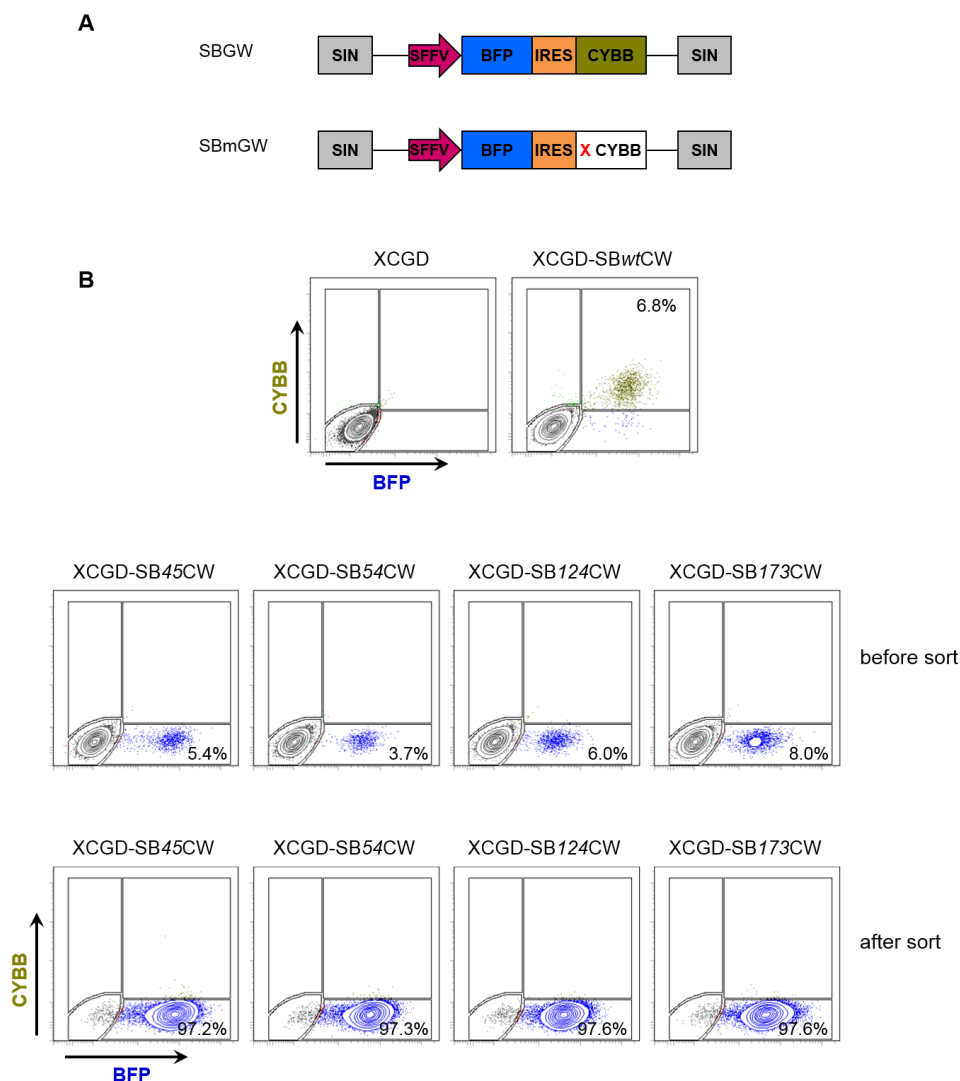 A
SBGW
SIN SFFV BFP IRES CYBB SIN
SBmGW
SIN SFFV BFP IRES X CYBB SIN
B
XCGD XCGD-SBwtCW
6.8%
CYBB
BFP
XCGD-SB45CW XCGD-SB54CW XCGD-SB124CW XCGD-SB173CW
before sort
5.4% 3.7% 6.0% 8.0%
XCGD-SB45CW XCGD-SB54CW XCGD-SB124CW XCGD-SB173CW
after sort
CYBB
97.2% 97.3% 97.6% 97.6%
BFP